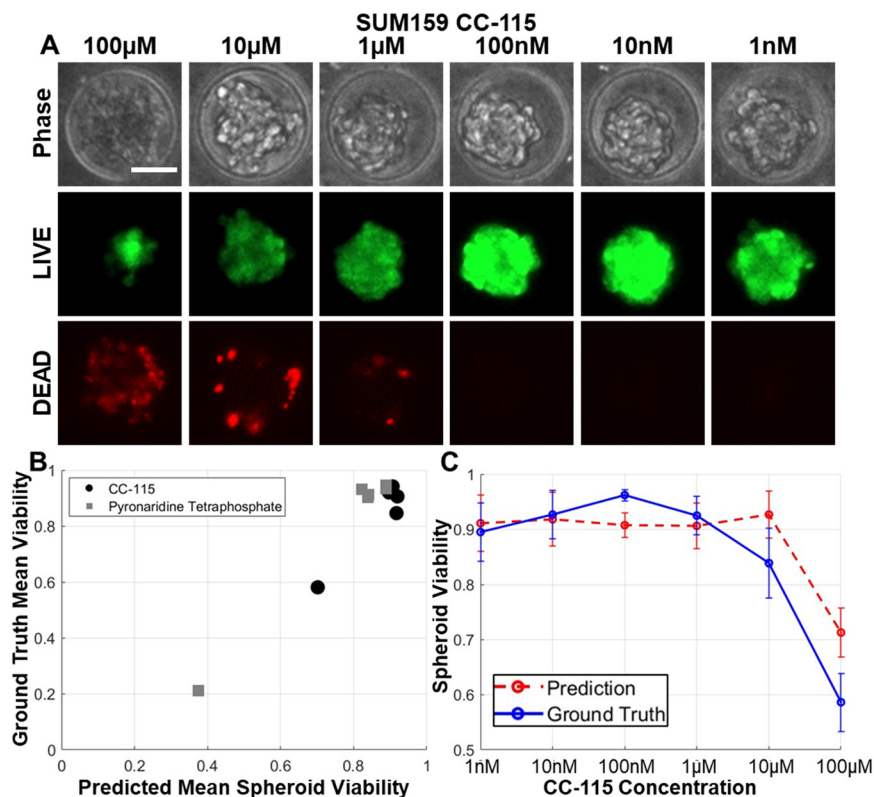 SUM159 CC-115
A
100µM 10µM 1µM 100nM 10nM 1nM
Phase
LIVE
DEAD
B
Ground Truth Mean Viability
1
0.8
0.6
0.4
0.2
0
CC-115
Pyronaridine Tetraphosphate
0 0.2 0.4 0.6 0.8 1
Predicted Mean Spheroid Viability
C
Spheroid Viability
1
0.9
0.8
0.7
0.6
0.5
Prediction
Ground Truth
1nM 10nM 100nM 1µM 10µM 100µM
CC-115 Concentration